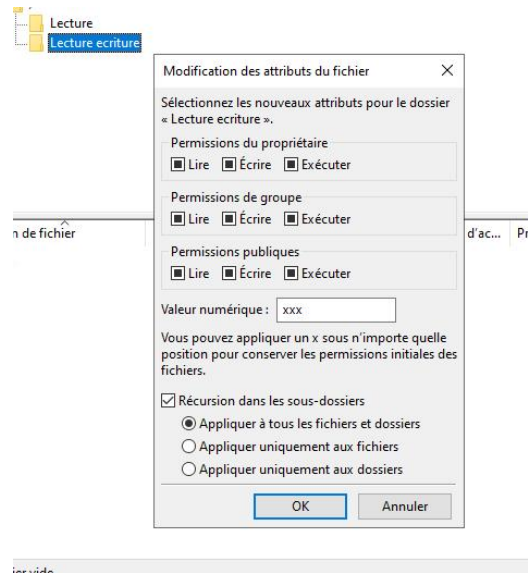 Lecture
Lecture ecriture
Modification des attributs du fichier
Sélectionnez les nouveaux attributs pour le dossier
« Lecture ecriture ».
Permissions du propriétaire
Lire Écrire Exécuter
Permissions de groupe
Lire Écrire Exécuter
n de fichier d'ac... Pr
Permissions publiques
Lire Écrire Exécuter
Valeur numérique : xxx
Vous pouvez appliquer un x sous n'importe quelle
position pour conserver les permissions initiales des
fichiers.
Récursion dans les sous-dossiers
Appliquer à tous les fichiers et dossiers
Appliquer uniquement aux fichiers
Appliquer uniquement aux dossiers
OK Annuler
ier vide